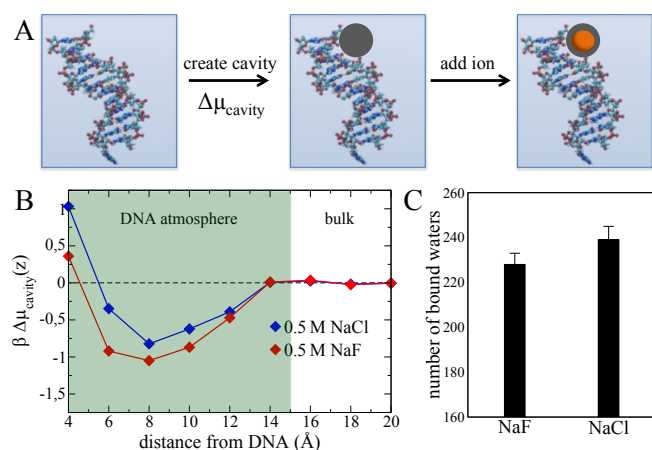 A
create cavity
Δμcavity
add ion
B
DNA atmosphere
bulk
β Δμcavity(z)
1
0,5
0
-0,5
-1
-1,5
0.5 M NaCl
0.5 M NaF
4
6
8
10
12
14
16
18
20
distance from DNA (Å)
C
number of bound waters
260
240
220
200
180
160
NaF
NaCl